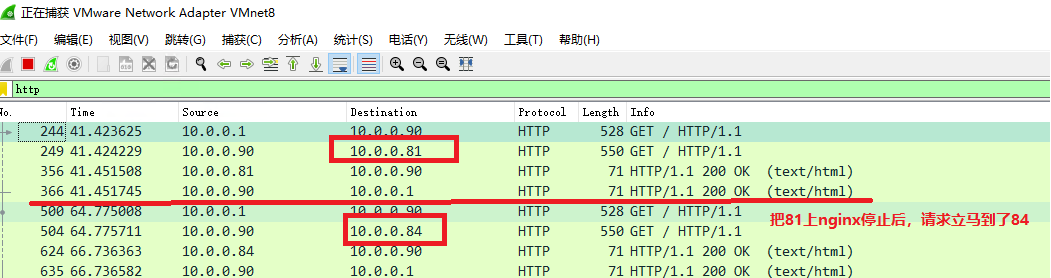 正在捕获 VMware Network Adapter VMnet8
文件(F) 编辑(E) 视图(V) 跳转(G) 捕获(C) 分析(A) 统计(S) 电话(Y) 无线(W) 工具(T) 帮助(H)
http
No. Time Source Destination Protocol Length Info
244 41.423625 10.0.0.1 10.0.0.90 HTTP 528 GET / HTTP/1.1
249 41.424229 10.0.0.90 10.0.0.81 HTTP 550 GET / HTTP/1.1
356 41.451508 10.0.0.81 10.0.0.90 HTTP 71 HTTP/1.1 200 OK (text/html)
366 41.451745 10.0.0.90 10.0.0.1 HTTP 71 HTTP/1.1 200 OK (text/html)
500 64.775008 10.0.0.1 10.0.0.90 HTTP 528 GET / HTTP/1.1
把81上nginx停止后，请求立马到了84
504 64.775711 10.0.0.90 10.0.0.84 HTTP 550 GET / HTTP/1.1
624 66.736363 10.0.0.84 10.0.0.90 HTTP 71 HTTP/1.1 200 OK (text/html)
635 66.736582 10.0.0.90 10.0.0.1 HTTP 71 HTTP/1.1 200 OK (text/html)